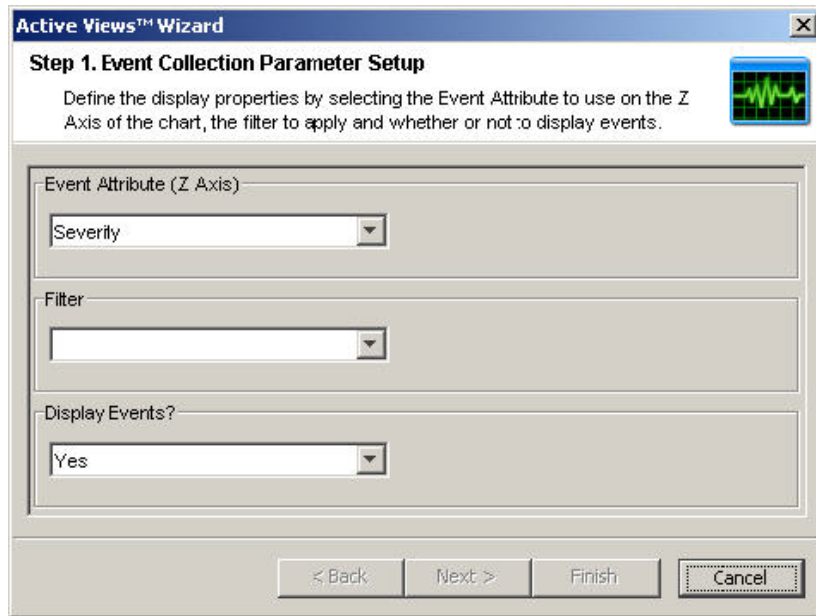 Active Views™ Wizard
Step 1. Event Collection Parameter Setup
Define the display properties by selecting the Event Attribute to use on the Z
Axis of the chart, the filter to apply and whether or not to display events.
Event Attribute (Z Axis)
Severity
Filter
Display Events?
Yes
< Back Next > Finish Cancel